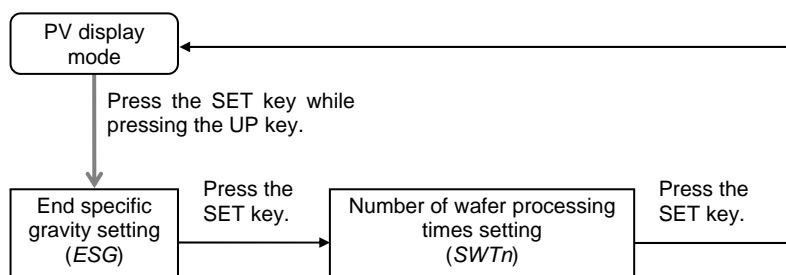 PV display
mode
Press the SET key while
pressing the UP key.
End specific
gravity setting
(ESG)
Press the
SET key.
Number of wafer processing
times setting
(SWTn)
Press the
SET key.